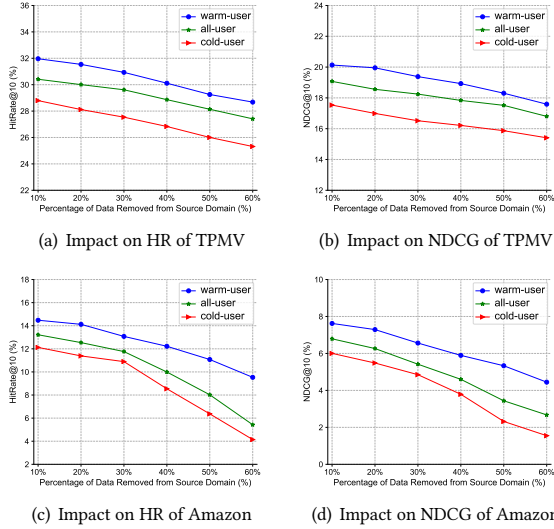 24
22
20
18
16
14
12
NDCG@10 (%)
36
34
32
30
28
26
24
22
HitRate@10 (%)
warm-user
all-user
cold-user
warm-user
all-user
cold-user
10% 20% 30% 40% 50% 60%
Percentage of Data Removed from Source Domain (%)
10% 20% 30% 40% 50% 60%
Percentage of Data Removed from Source Domain (%)
(a) Impact on HR of TPMV
(b) Impact on NDCG of TPMV
18
16
14
12
10
8
6
4
2
HitRate@10 (%)
10
8
6
4
2
0
NDCG@10 (%)
warm-user
all-user
cold-user
warm-user
all-user
cold-user
10% 20% 30% 40% 50% 60%
Percentage of Data Removed from Source Domain (%)
10% 20% 30% 40% 50% 60%
Percentage of Data Removed from Source Domain (%)
(c) Impact on HR of Amazon
(d) Impact on NDCG of Amazon